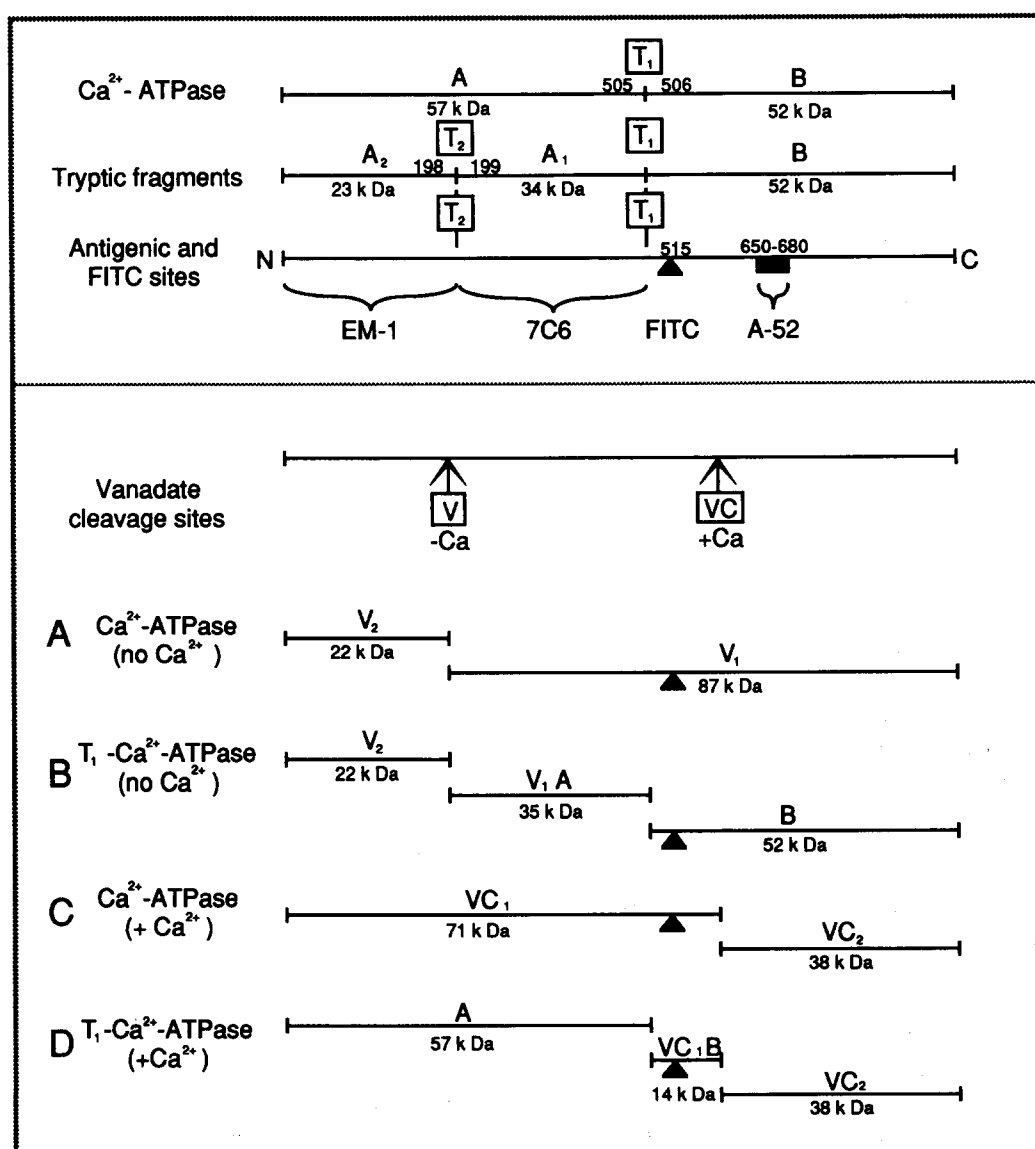 T₁
Ca²⁺- ATPase A 505 506 B
57 k Da 52 k Da
T₂ T₁
Tryptic fragments A₂ 198 199 A₁ B
23 k Da 34 k Da 52 k Da
T₂ T₁
Antigenic and
FITC sites
N 515 650-680 C
EM-1 7C6 FITC A-52
Vanadate
cleavage sites
V VC
-Ca +Ca
A Ca²⁺-ATPase
(no Ca²⁺ )
V₂
22 k Da
V₁
87 k Da
B T₁ -Ca²⁺-ATPase
(no Ca²⁺ )
V₂
22 k Da
V₁ A
35 k Da
B
52 k Da
C Ca²⁺-ATPase
(+ Ca²⁺ )
VC₁
71 k Da
VC₂
38 k Da
D T₁-Ca²⁺-ATPase
(+Ca²⁺)
A
57 k Da
VC₁B
14 k Da
VC₂
38 k Da